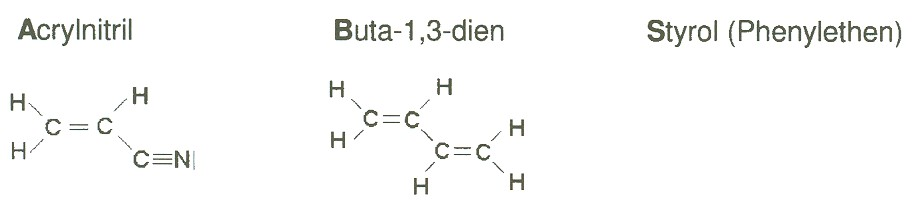 Acrylnitril Buta-1,3-dien Styrol (Phenylethen)
H H H H
C=C C=C H
H C≡N| H C=C
H H